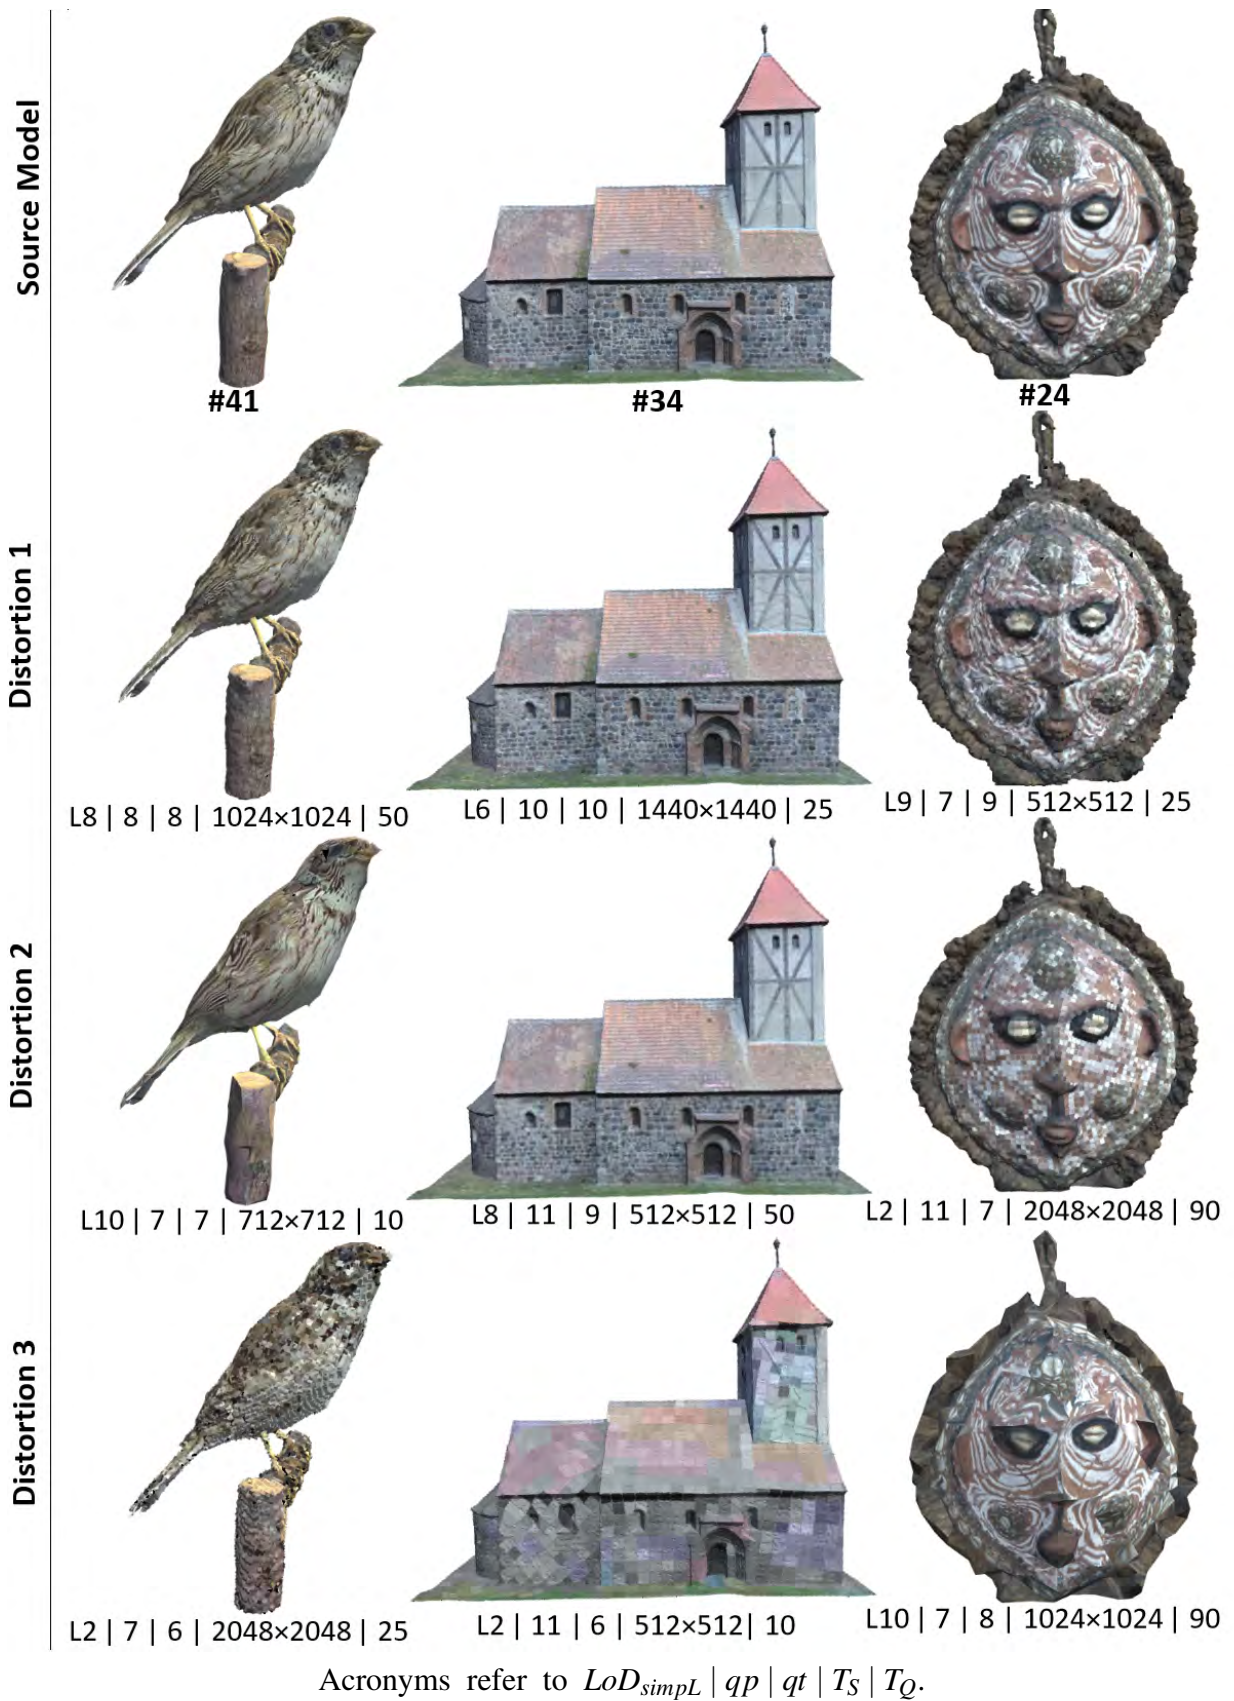 Source Model
#41
#34
#24
Distortion 1
L8 | 8 | 8 | 1024×1024 | 50
L6 | 10 | 10 | 1440×1440 | 25
L9 | 7 | 9 | 512×512 | 25
Distortion 2
L10 | 7 | 7 | 712×712 | 10
L8 | 11 | 9 | 512×512 | 50
L2 | 11 | 7 | 2048×2048 | 90
Distortion 3
L2 | 7 | 6 | 2048×2048 | 25
L2 | 11 | 6 | 512×512| 10
L10 | 7 | 8 | 1024×1024 | 90
Acronyms refer to LoD_simpL | qp | qt | T_S | T_Q.